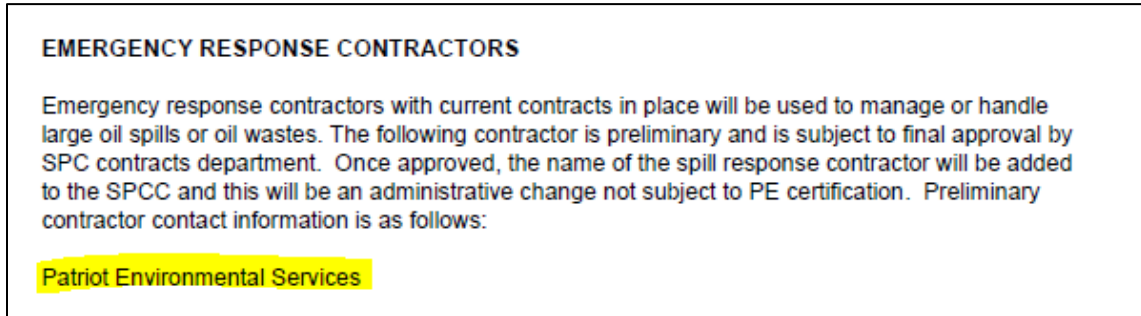 EMERGENCY RESPONSE CONTRACTORS
Emergency response contractors with current contracts in place will be used to manage or handle
large oil spills or oil wastes. The following contractor is preliminary and is subject to final approval by
SPC contracts department.  Once approved, the name of the spill response contractor will be added
to the SPCC and this will be an administrative change not subject to PE certification.  Preliminary
contractor contact information is as follows:
Patriot Environmental Services